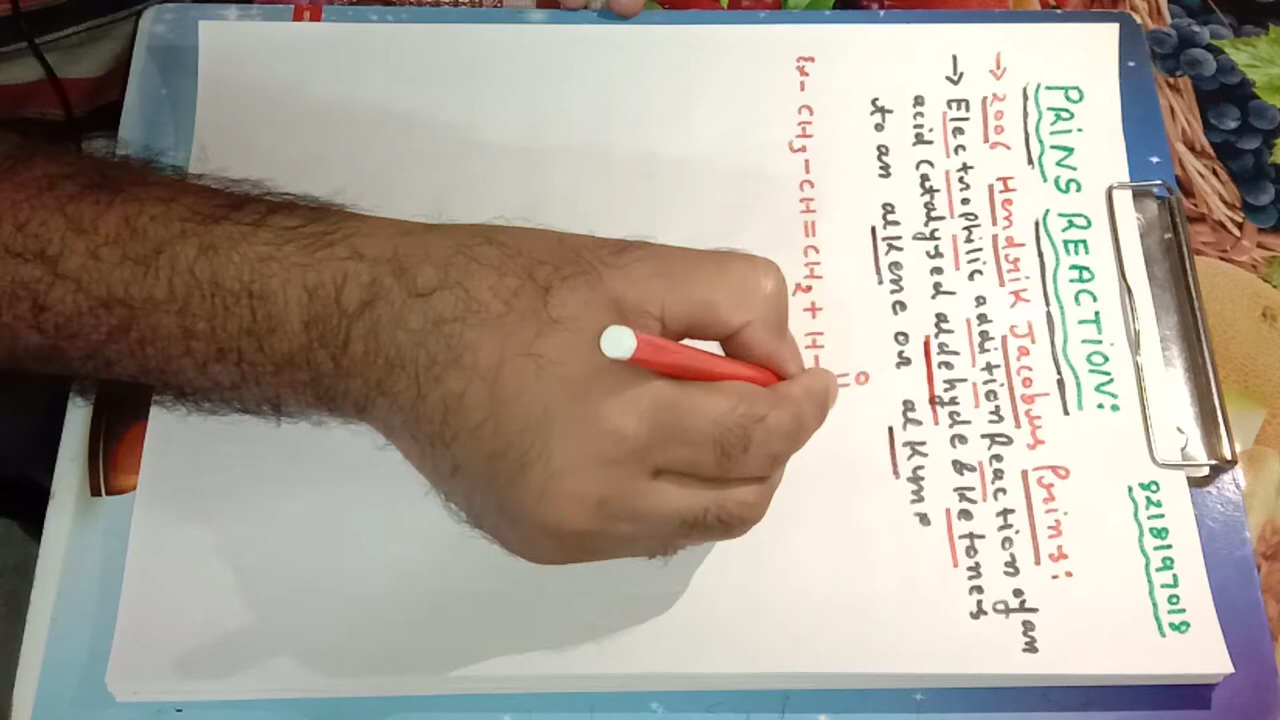 9218197018
PRINS REACTION:
→ 2006 Hendrik Jacobus Prins:
→ Electrophilic addition Reaction of an
acid catalysed aldehyde & Ketones
to an alkene or alkyne
O
Ex- CH3-CH=CH2 + H-